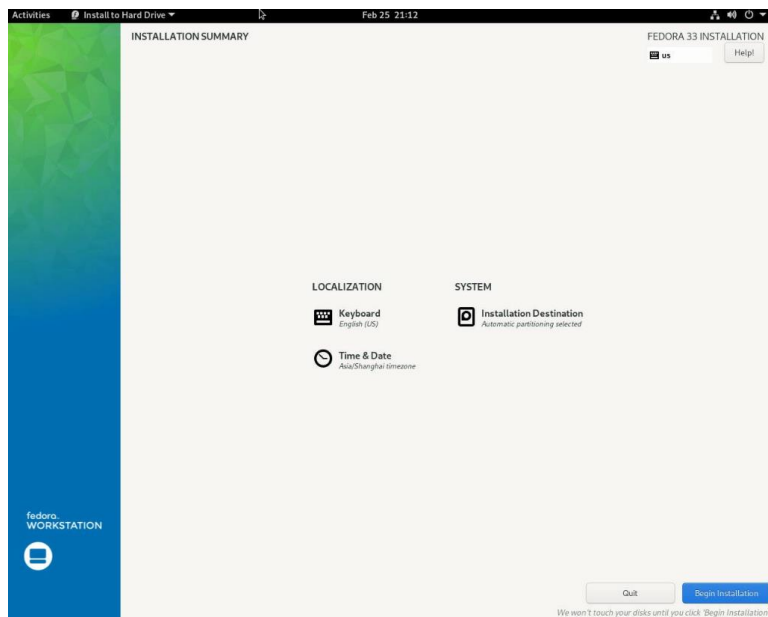 Activities Install to Hard Drive Feb 25 21:12
INSTALLATION SUMMARY
FEDORA 33 INSTALLATION
us
Help!
LOCALIZATION
SYSTEM
Keyboard
English (US)
Installation Destination
Automatic partitioning selected
Time & Date
Asia/Shanghai timezone
fedora.
WORKSTATION
Quit
Begin Installation
We won't touch your disks until you click 'Begin Installation